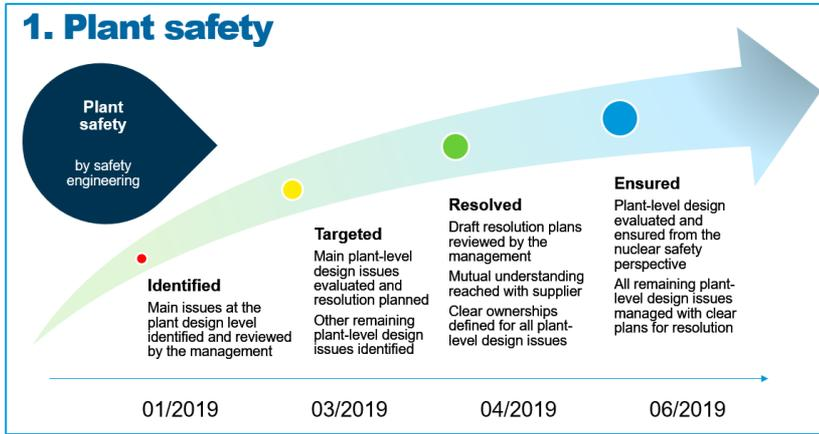 1. Plant safety
Plant
safety
by safety
engineering
Identified
Main issues at the
plant design level
identified and reviewed
by the management
Targeted
Main plant-level
design issues
evaluated and
resolution planned
Other remaining
plant-level design
issues identified
Resolved
Draft resolution plans
reviewed by the
management
Mutual understanding
reached with supplier
Clear ownerships
defined for all plant-
level design issues
Ensured
Plant-level design
evaluated and
ensured from the
nuclear safety
perspective
All remaining plant-
level design issues
managed with clear
plans for resolution
01/2019
03/2019
04/2019
06/2019